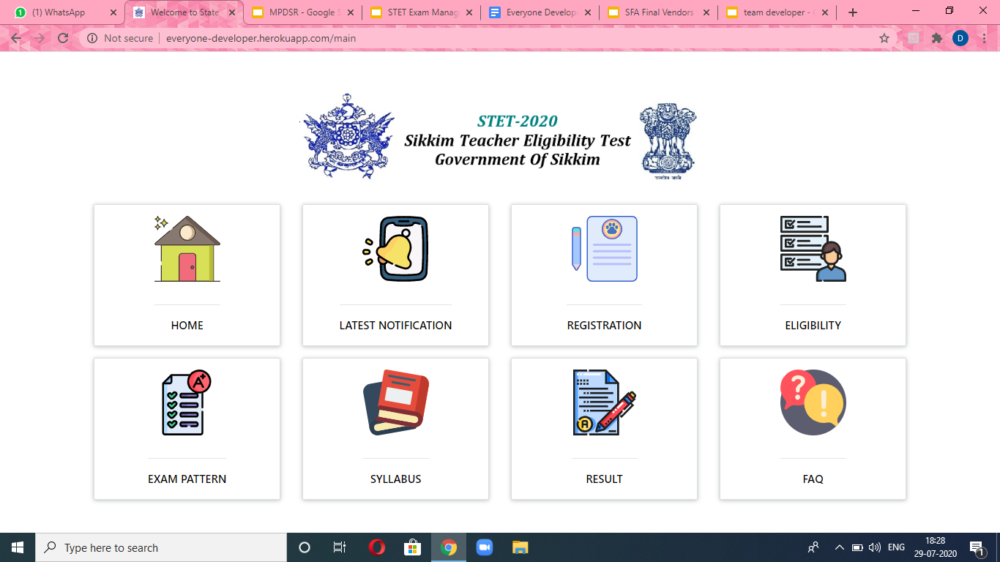 (1) WhatsApp
Welcome to State
MPDSR - Google S
STET Exam Manag
Everyone Develope
SFA Final Vendors
team developer -
Not secure
everyone-developer.herokuapp.com/main
D
STET-2020
Sikkim Teacher Eligibility Test
Government Of Sikkim
सत्यमेव जयते
HOME
LATEST NOTIFICATION
REGISTRATION
ELIGIBILITY
A+
EXAM PATTERN
SYLLABUS
A
RESULT
?
!
FAQ
Type here to search
ENG
18:28
29-07-2020
1